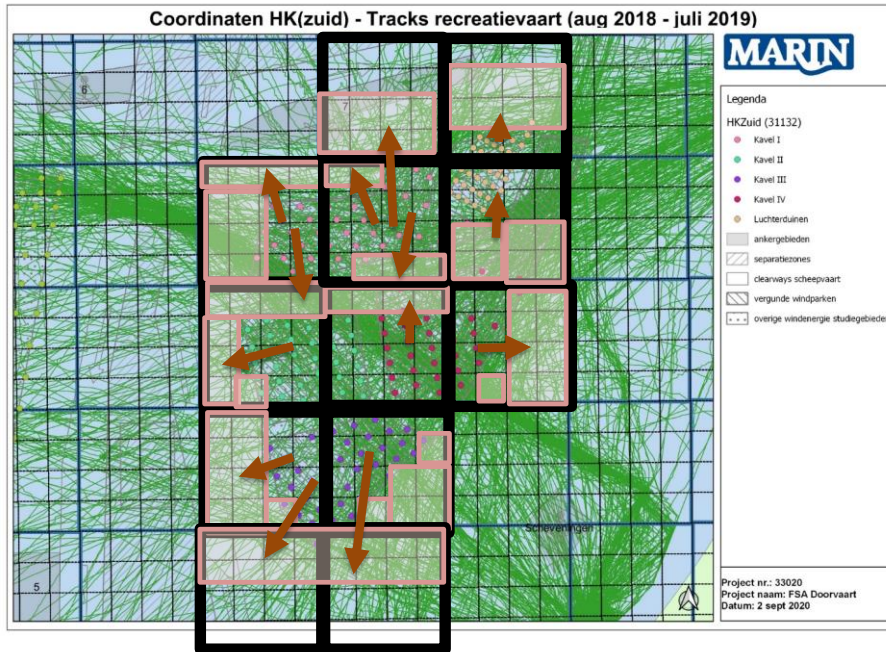 Coordinaten HK(zuid) - Tracks recreatievaart (aug 2018 - juli 2019)
MARIN
6
7
Legenda
HKZuid (31132)
Kavel I
Kavel II
Kavel III
Kavel IV
Luchterduinen
ankergebieden
separatiezones
clearways scheepvaart
vergunde windparken
overige windenergie studiegebieden
Scheveningen
5
Project nr.: 33020
Project naam: FSA Doorvaart
Datum: 2 sept 2020